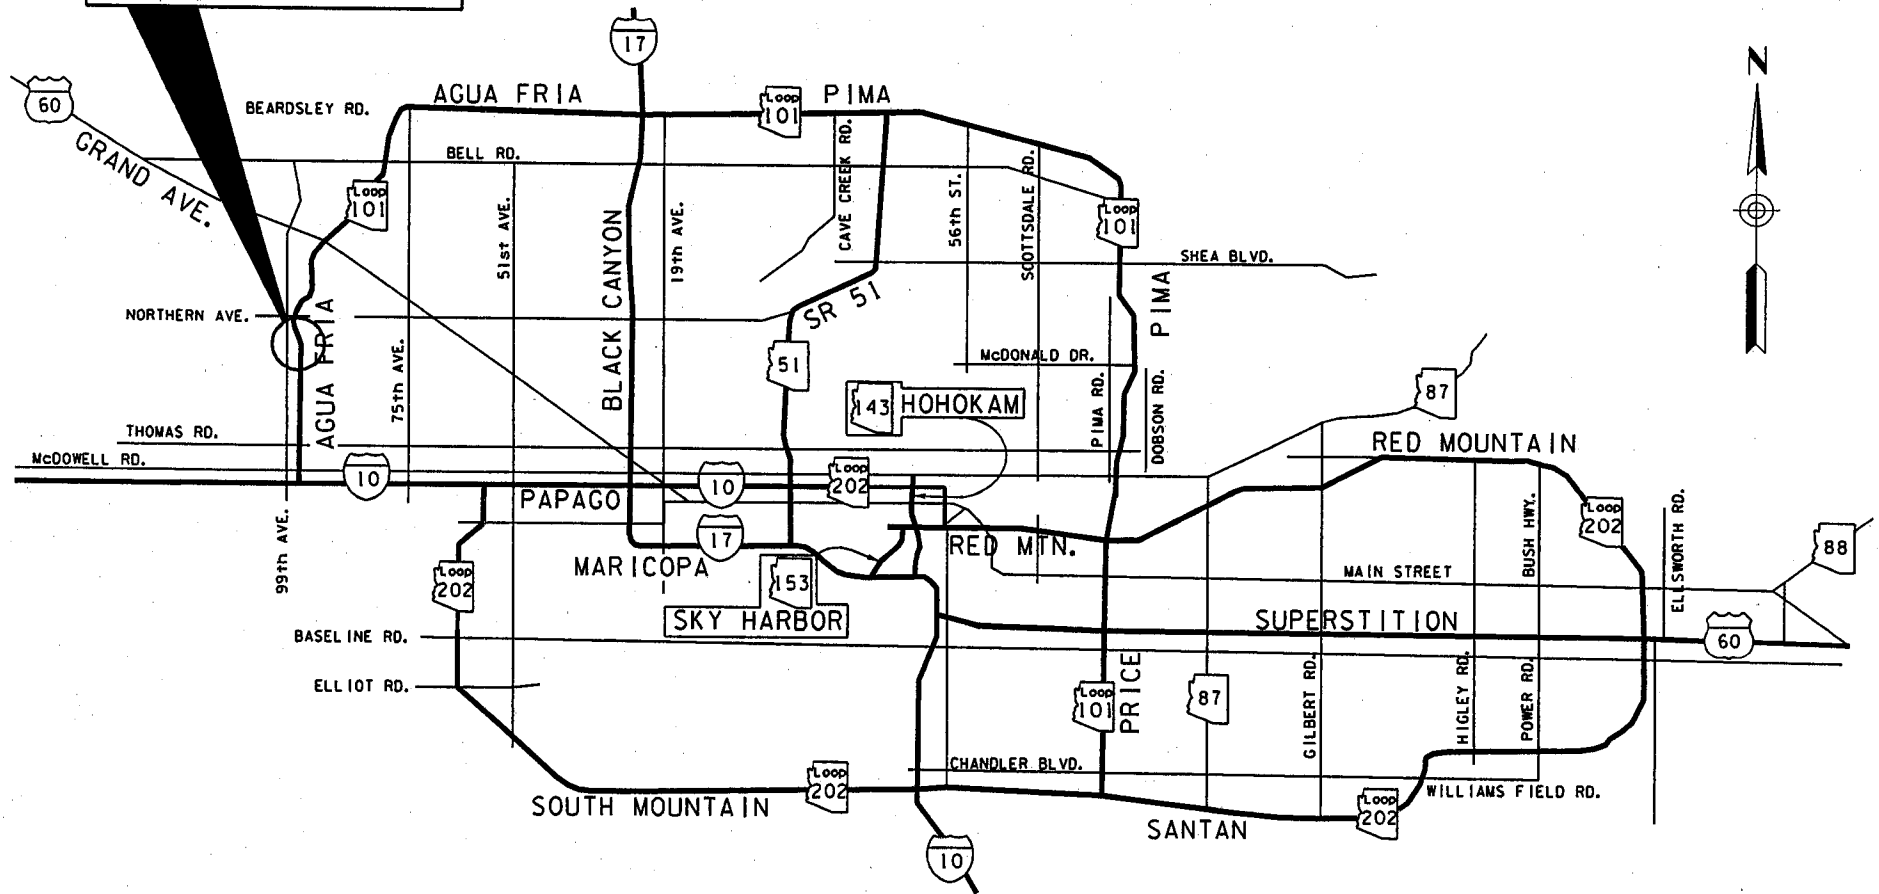 17
60
BEARDSLEY RD.
AGUA FRIA
Loop
101
PIMA
GRAND AVE.
BELL RD.
Loop
101
51st AVE.
BLACK CANYON
19th AVE.
CAVE CREEK RD.
56th ST.
SCOTTSDALE RD.
Loop
101
N
SHEA BLVD.
PIMA
NORTHERN AVE.
AGUA FRIA
75th AVE.
SR 51
51
McDONALD DR.
PIMA RD.
DOBSON RD.
87
143
HOHOKAM
THOMAS RD.
McDOWELL RD.
RED MOUNTAIN
10
PAPAGO
10
Loop
202
99th AVE.
17
MARICOPA
RED MTN.
BUSH HWY.
Loop
202
ELLSWORTH RD.
88
Loop
202
153
SKY HARBOR
MAIN STREET
SUPERSTITION
60
BASELINE RD.
ELLIOT RD.
Loop
101
PRICE
87
GILBERT RD.
HIGLEY RD.
POWER RD.
CHANDLER BLVD.
WILLIAMS FIELD RD.
SOUTH MOUNTAIN
Loop
202
SANTAN
Loop
202
10